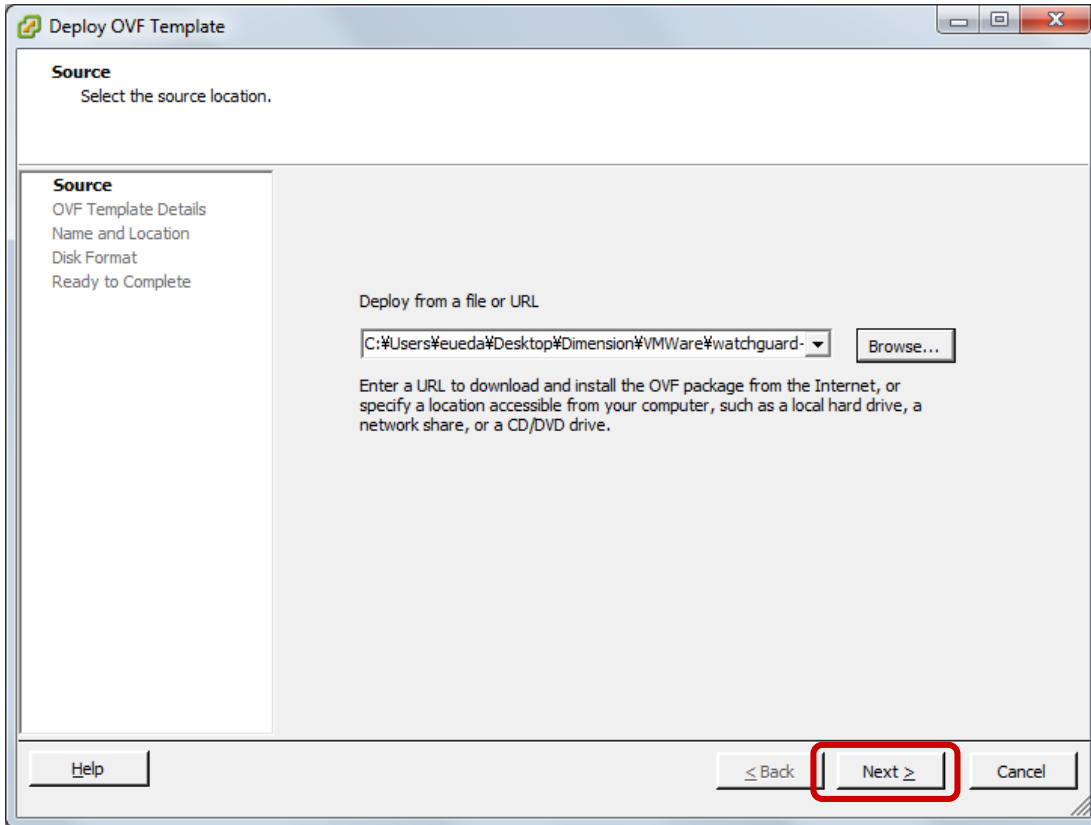 Deploy OVF Template
Source
Select the source location.
Source
OVF Template Details
Name and Location
Disk Format
Ready to Complete
Deploy from a file or URL
C:¥Users¥eueda¥Desktop¥Dimension¥VMWare¥watchguard-
Browse...
Enter a URL to download and install the OVF package from the Internet, or
specify a location accessible from your computer, such as a local hard drive, a
network share, or a CD/DVD drive.
Help
< Back
Next >
Cancel